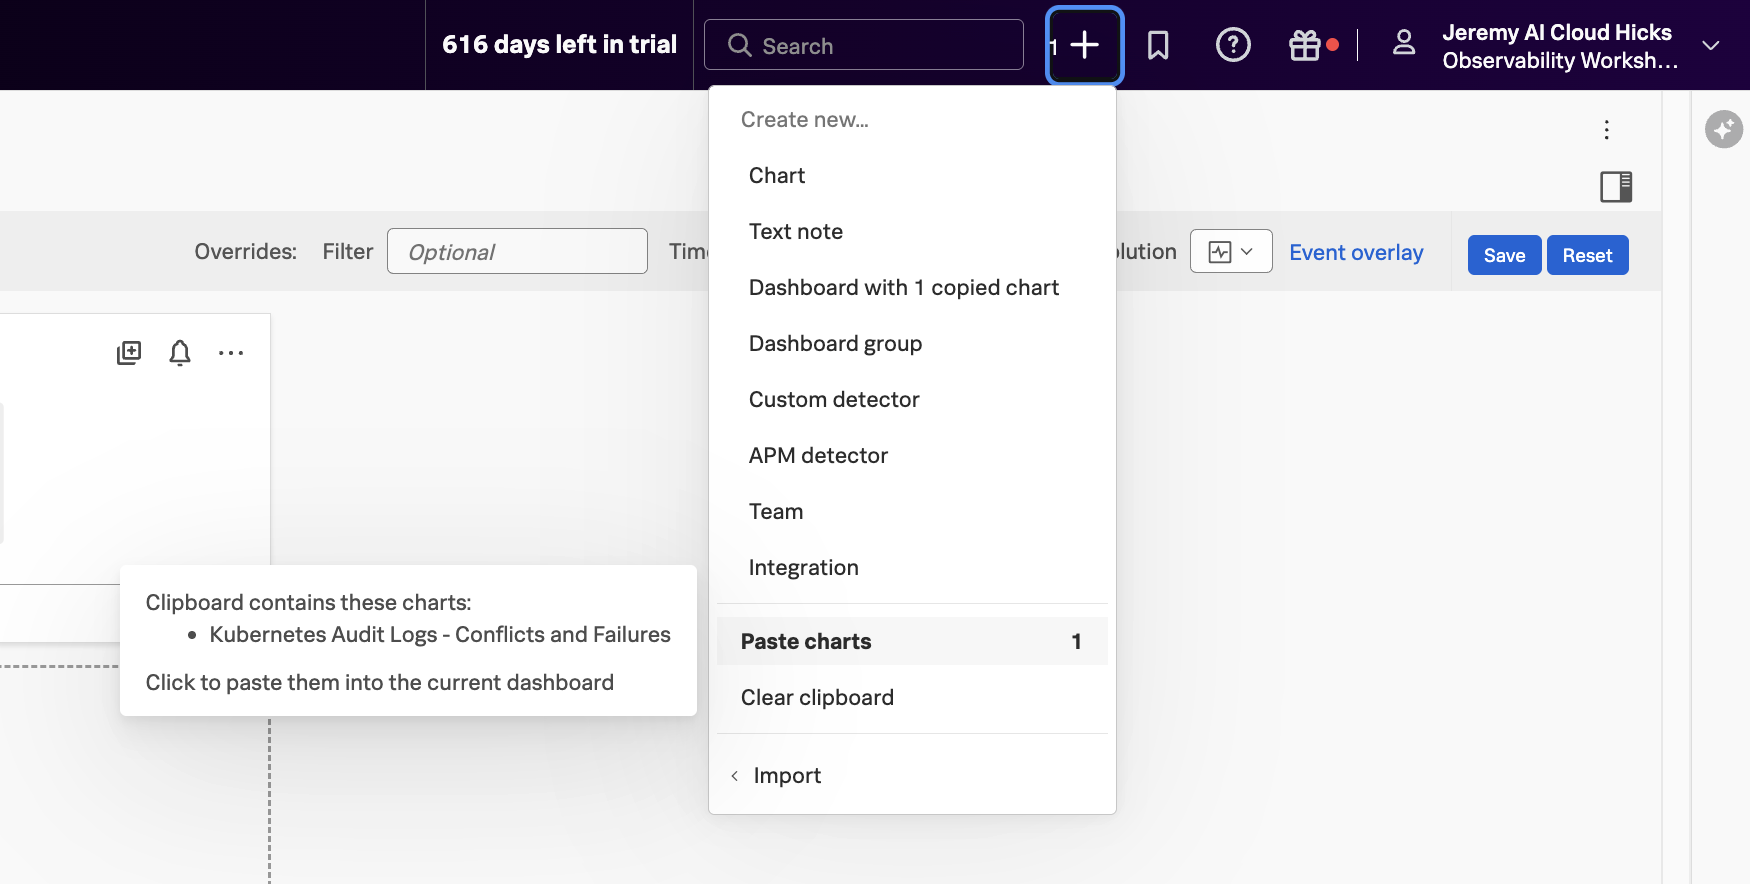 616 days left in trial
Search
1
Jeremy AI Cloud Hicks
Observability Worksh...
Create new...
Chart
Text note
Dashboard with 1 copied chart
Dashboard group
Custom detector
APM detector
Team
Integration
Paste charts 1
Clear clipboard
Import
Overrides: Filter Optional
Event overlay
Save
Reset
Clipboard contains these charts:
• Kubernetes Audit Logs - Conflicts and Failures
Click to paste them into the current dashboard